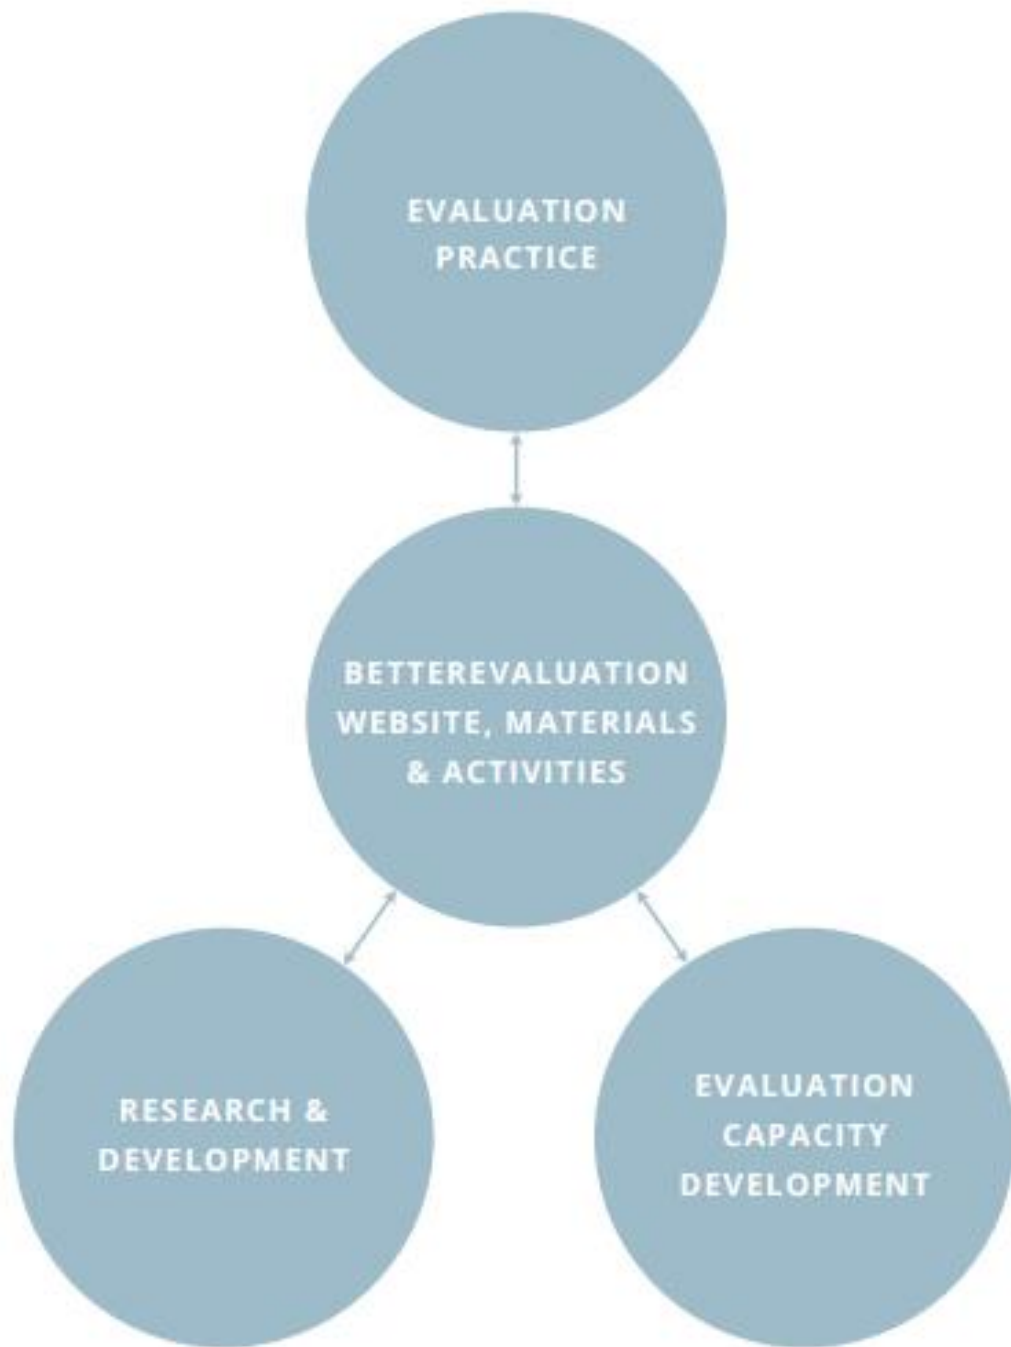 EVALUATION
PRACTICE
BETTEREVALUATION
WEBSITE, MATERIALS
& ACTIVITIES
RESEARCH &
DEVELOPMENT
EVALUATION
CAPACITY
DEVELOPMENT